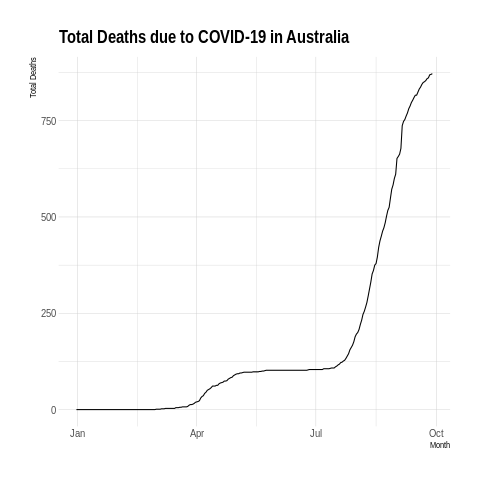 Total Deaths due to COVID-19 in Australia
Total Deaths
750
500
250
0
Jan Apr Jul Oct
Month